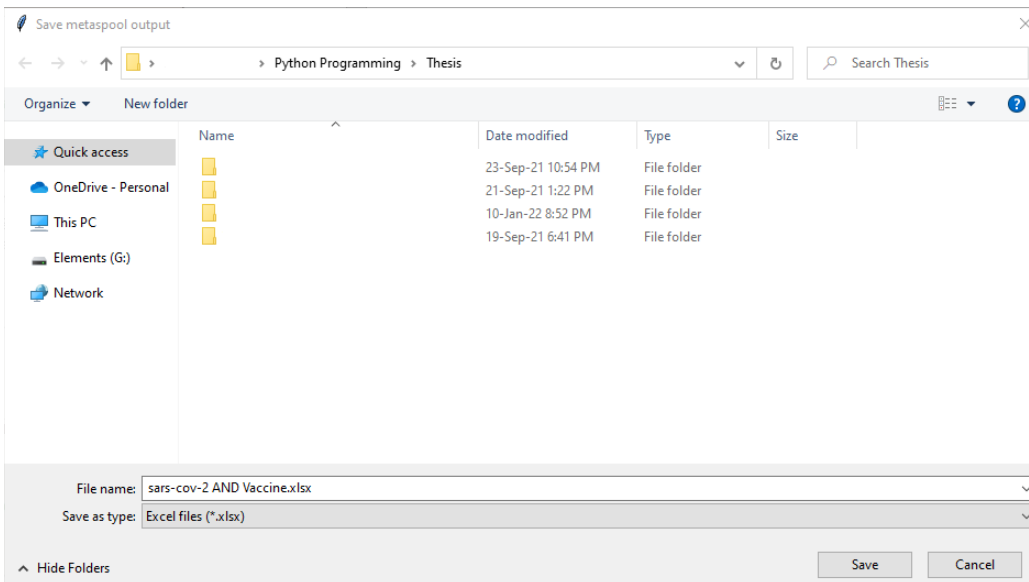 Save metaspool output
Python Programming > Thesis
Search Thesis
Organize
New folder
Name Date modified Type Size
Quick access
OneDrive - Personal
This PC
Elements (G:)
Network
23-Sep-21 10:54 PM File folder
21-Sep-21 1:22 PM File folder
10-Jan-22 8:52 PM File folder
19-Sep-21 6:41 PM File folder
File name: sars-cov-2 AND Vaccine.xlsx
Save as type: Excel files (*.xlsx)
Hide Folders
Save
Cancel